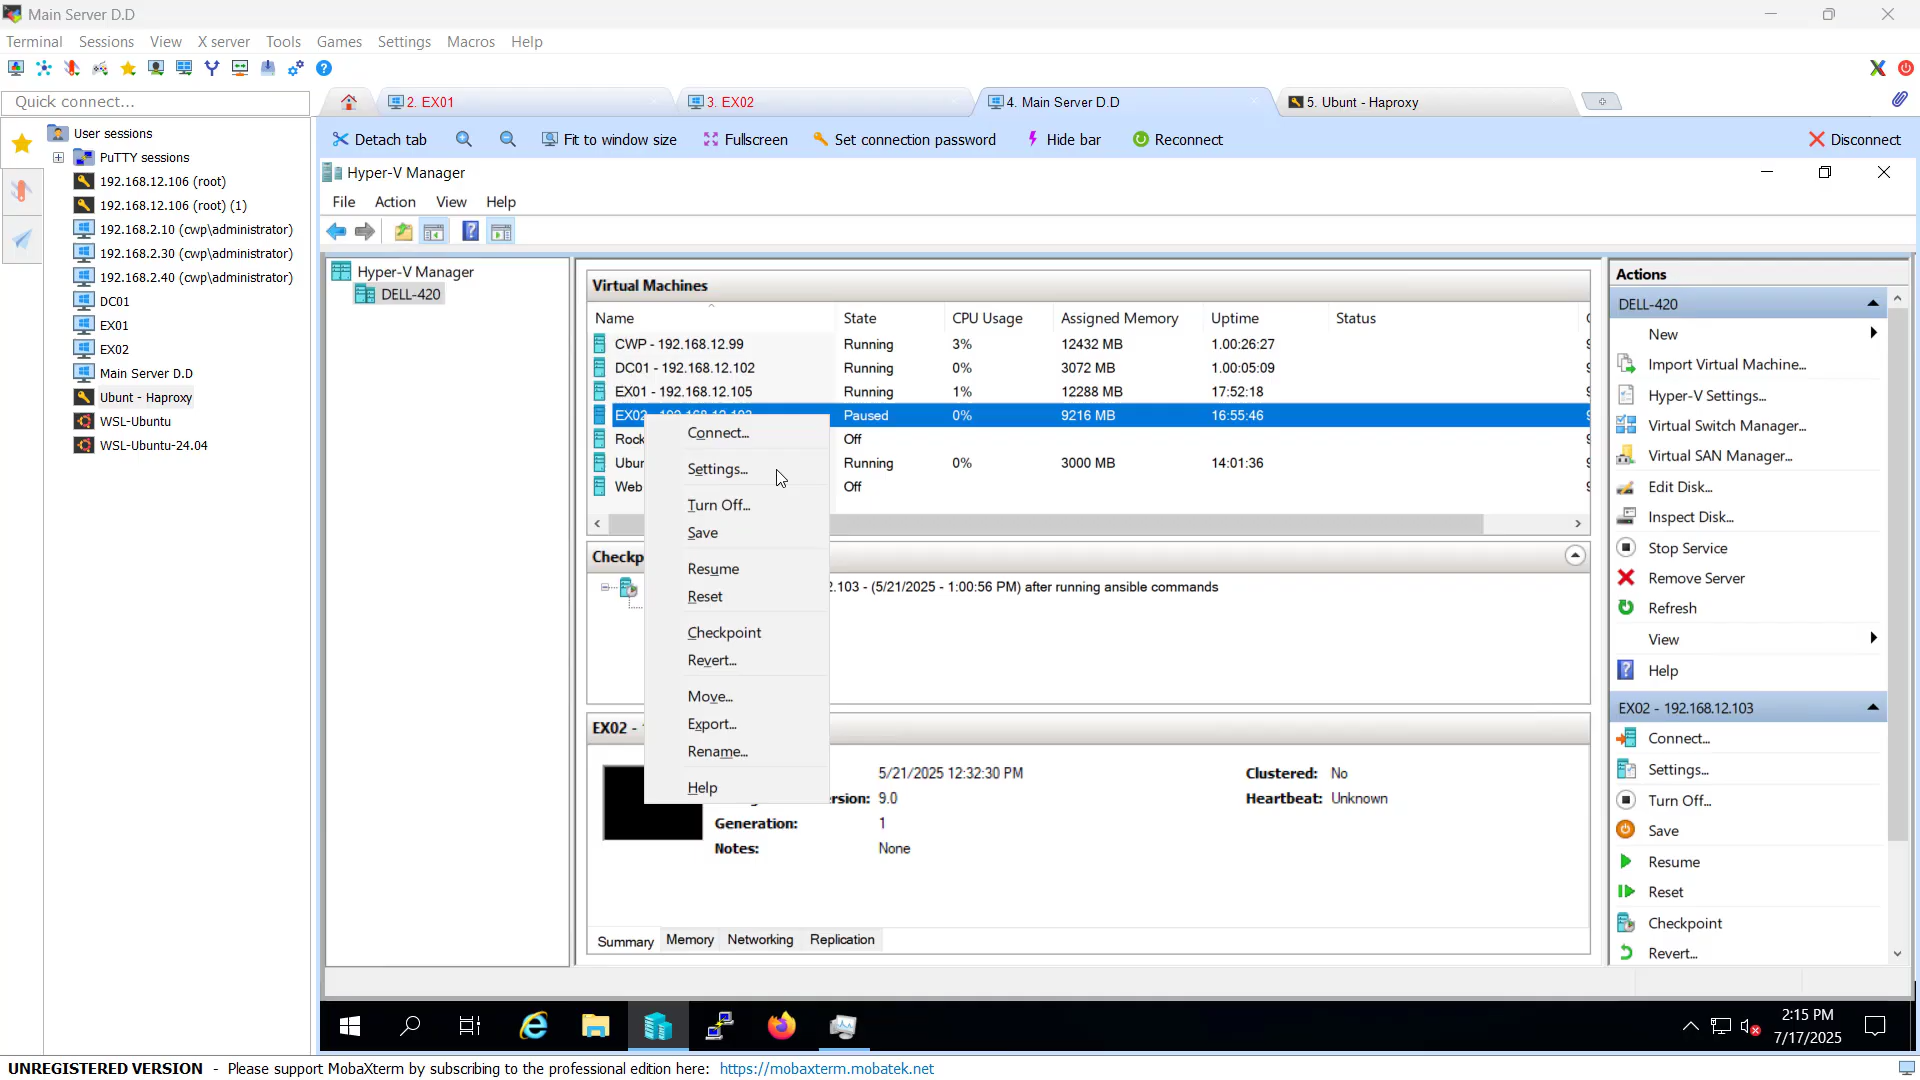 Main Server D.D
Terminal Sessions View X server Tools Games Settings Macros Help
Quick connect...
2. EX01
3. EX02
4. Main Server D.D
5. Ubunt - Haproxy
Detach tab
Fit to window size
Fullscreen
Set connection password
Hide bar
Reconnect
Disconnect
User sessions
PuTTY sessions
192.168.12.106 (root)
192.168.12.106 (root) (1)
192.168.2.10 (cwp\administrator)
192.168.2.30 (cwp\administrator)
192.168.2.40 (cwp\administrator)
DC01
EX01
EX02
Main Server D.D
Ubunt - Haproxy
WSL-Ubuntu
WSL-Ubuntu-24.04
Hyper-V Manager
File Action View Help
Hyper-V Manager
DELL-420
Virtual Machines
Name State CPU Usage Assigned Memory Uptime Status
CWP - 192.168.12.99 Running 3% 12432 MB 1.00:26:27
DC01 - 192.168.12.102 Running 0% 3072 MB 1.00:05:09
EX01 - 192.168.12.105 Running 1% 12288 MB 17:52:18
EX02 - 192.168.12.103 Paused 0% 9216 MB 16:55:46
Rock Off
Ubun Running 0% 3000 MB 14:01:36
Web Off
Connect...
Settings...
Turn Off...
Save
Resume
Reset
Checkpoint
Revert...
Move...
Export...
Rename...
Help
Checkp
2.103 - (5/21/2025 - 1:00:56 PM) after running ansible commands
EX02 -
5/21/2025 12:32:30 PM
Clustered: No
rsion: 9.0
Heartbeat: Unknown
Generation: 1
Notes: None
Summary Memory Networking Replication
Actions
DELL-420
New
Import Virtual Machine...
Hyper-V Settings...
Virtual Switch Manager...
Virtual SAN Manager...
Edit Disk...
Inspect Disk...
Stop Service
Remove Server
Refresh
View
Help
EX02 - 192.168.12.103
Connect...
Settings...
Turn Off...
Save
Resume
Reset
Checkpoint
Revert...
2:15 PM
7/17/2025
UNREGISTERED VERSION - Please support MobaXterm by subscribing to the professional edition here: https://mobaxterm.mobatek.net